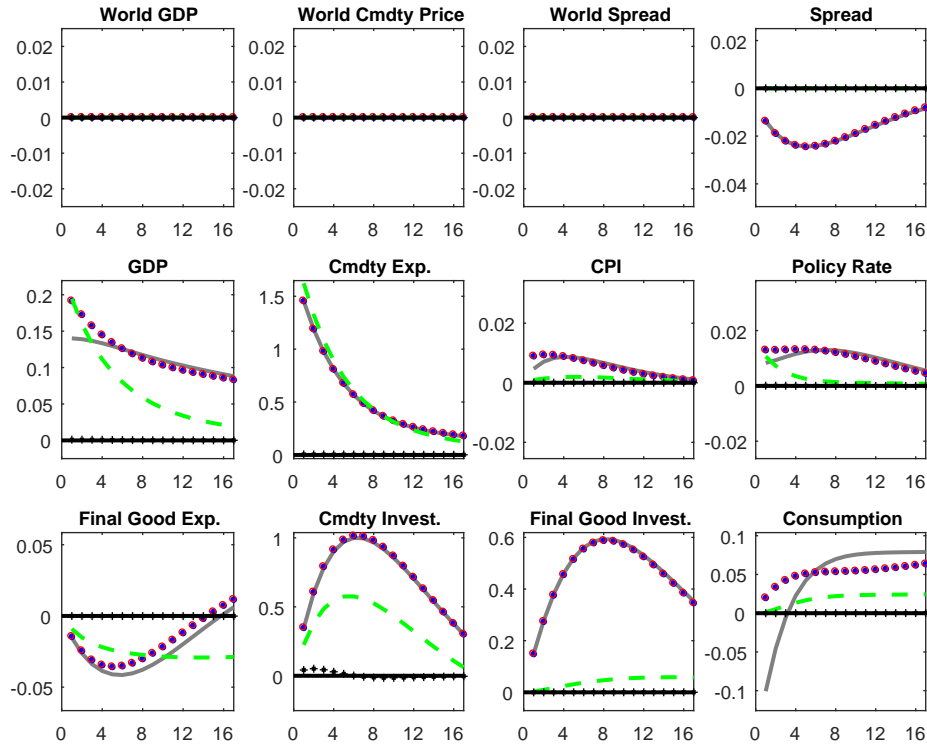 World GDP World Cmdty Price World Spread Spread
0.02 0.02 0.02 0.02
0.01 0.01 0.01 0
0 0 0 -0.02
-0.01 -0.01 -0.01 -0.04
-0.02 -0.02 -0.02
0 4 8 12 16 0 4 8 12 16 0 4 8 12 16 0 4 8 12 16
GDP Cmdty Exp. CPI Policy Rate
0.2 1.5 0.02 0.02
0.15 1 0 0
0.1 0.5 -0.02 -0.02
0.05 0
0
0 4 8 12 16 0 4 8 12 16 0 4 8 12 16 0 4 8 12 16
Final Good Exp. Cmdty Invest. Final Good Invest. Consumption
0.05 1 0.6 0.1
0 0.5 0.4 0.05
-0.05 0 0.2 0
0 -0.05
-0.1
0 4 8 12 16 0 4 8 12 16 0 4 8 12 16 0 4 8 12 16